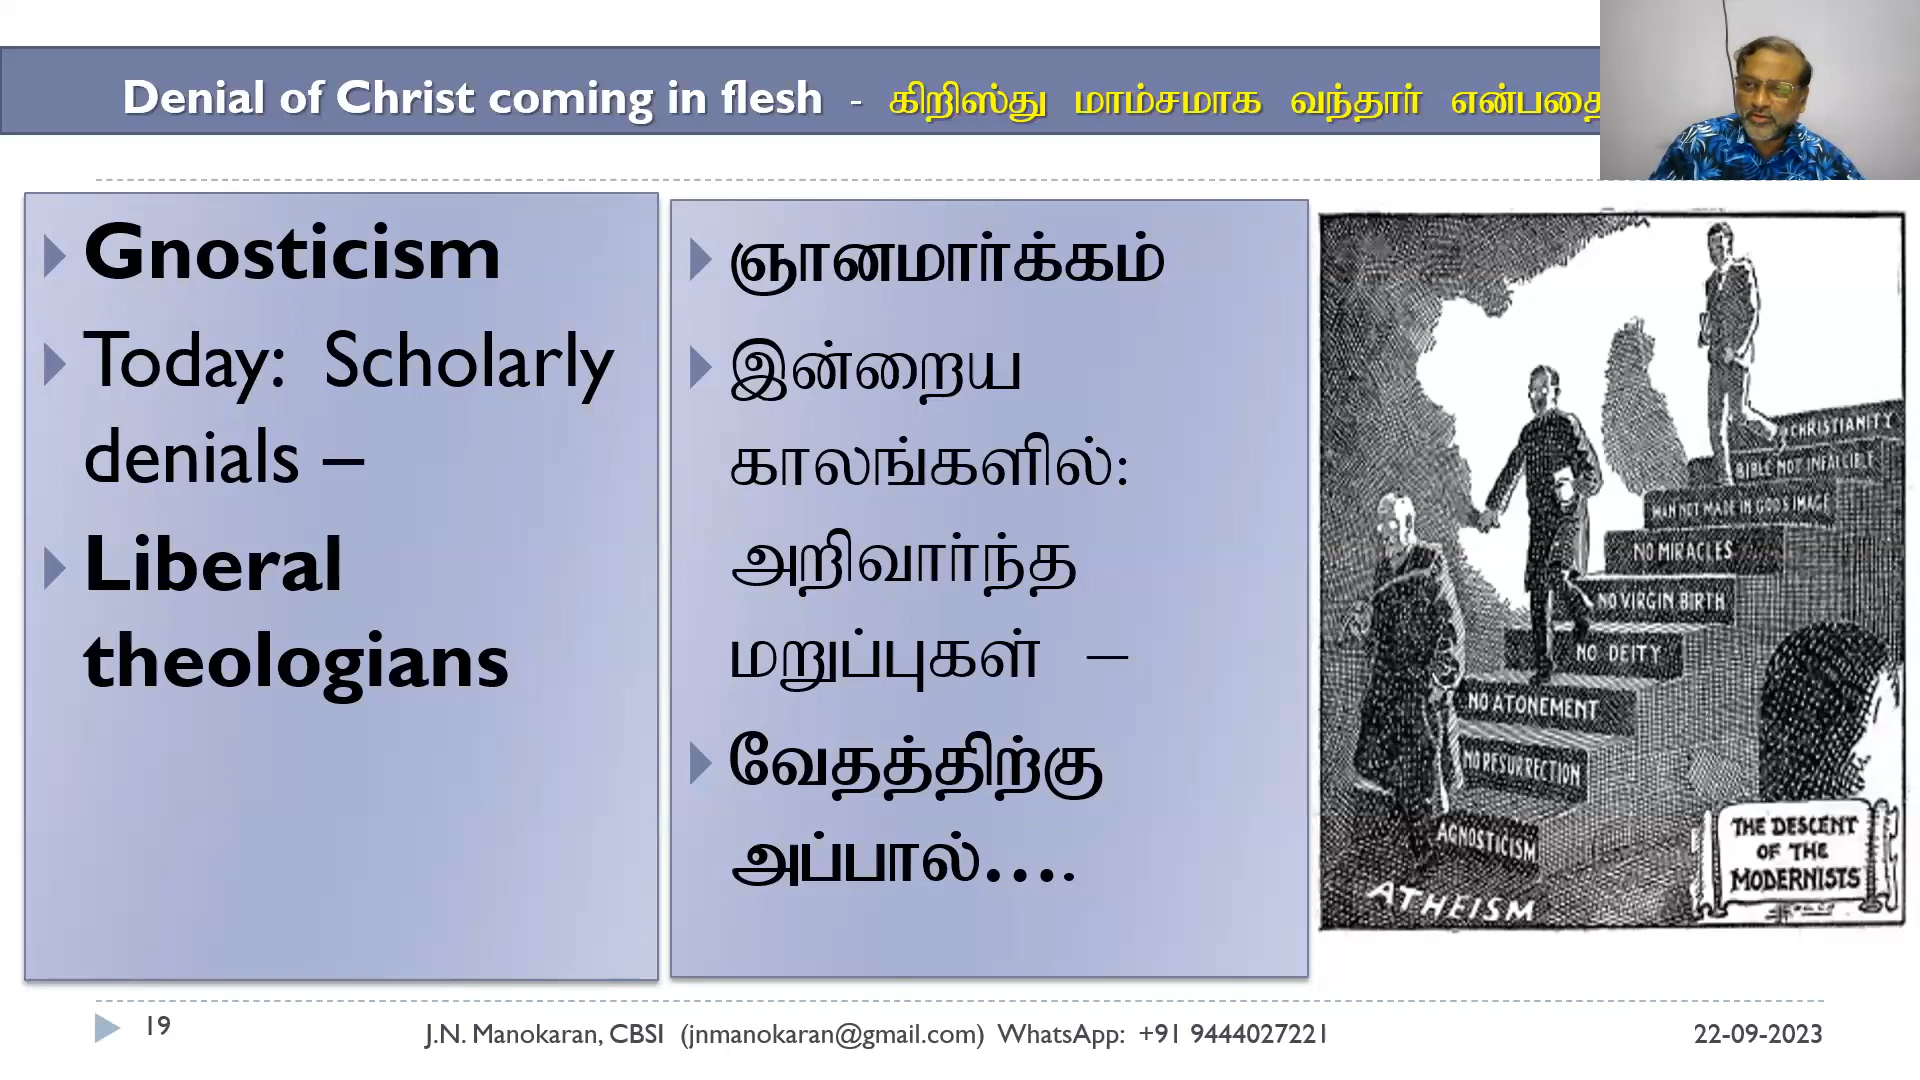 Denial of Christ coming in flesh - கிறிஸ்து மாம்சமாக வந்தார் என்பதை
Gnosticism
Today: Scholarly
denials –
Liberal
theologians
ஞானமார்க்கம்
இன்றைய
காலங்களில்:
அறிவார்ந்த
மறுப்புகள் –
வேதத்திற்கு
அப்பால்....
CHRISTIANITY
BIBLE NOT INFALLIBLE
MAN NOT MADE IN GOD'S IMAGE
NO MIRACLES
NO VIRGIN BIRTH
NO DEITY
NO ATONEMENT
NO RESURRECTION
AGNOSTICISM
ATHEISM
THE DESCENT
OF THE
MODERNISTS
19
J.N. Manokaran, CBSI (jnmanokaran@gmail.com) WhatsApp: +91 9444027221
22-09-2023